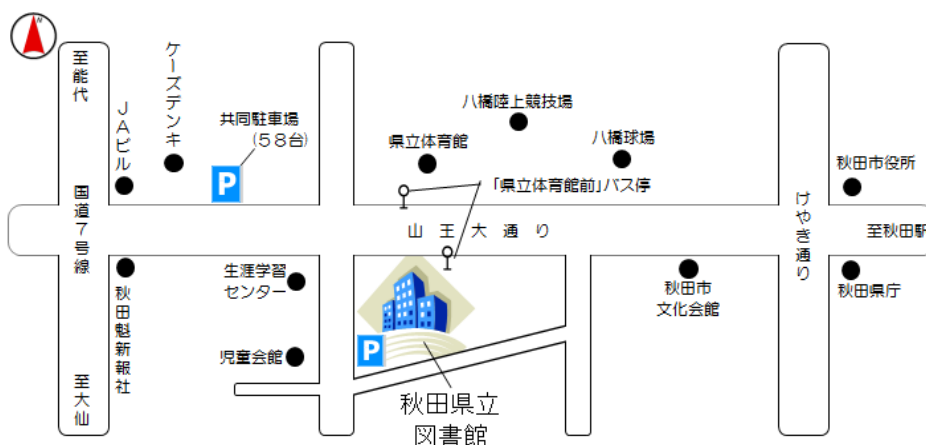 N
至能代
ケーズデンキ
JAビル
共同駐車場
(58台)
P
県立体育館
八橋陸上競技場
八橋球場
秋田市役所
「県立体育館前」バス停
国道7号線
山王大通り
けやき通り
至秋田駅
秋田魁新報社
生涯学習
センター
児童会館
P
秋田市
文化会館
秋田県庁
至大仙
秋田県立
図書館